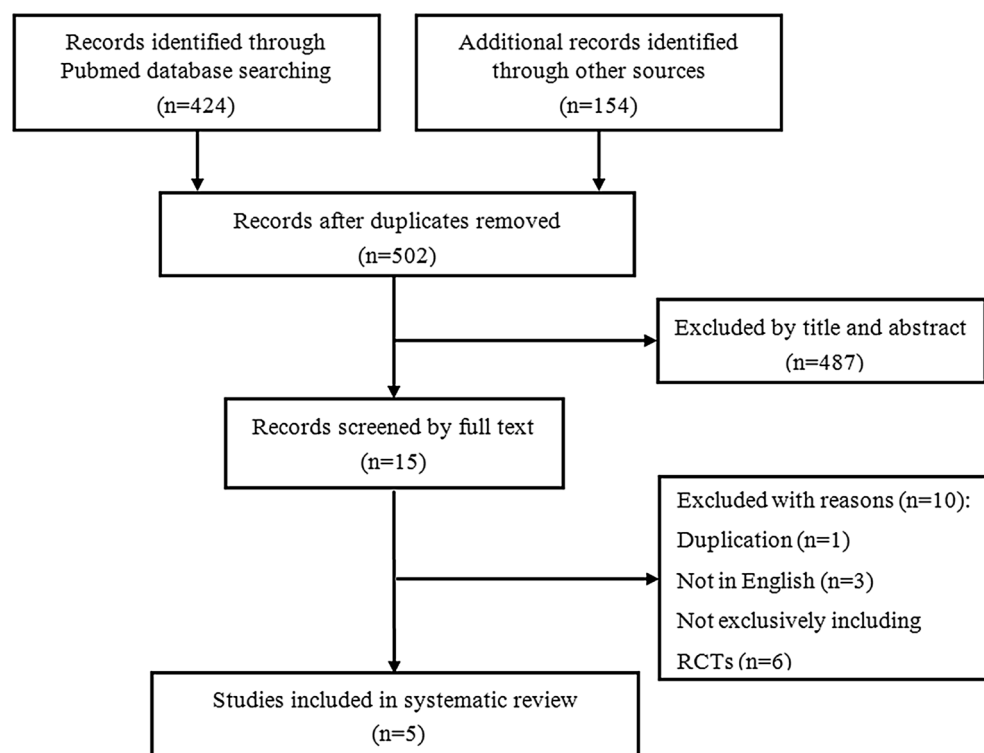 Records identified through
Pubmed database searching
(n=424)
Additional records identified
through other sources
(n=154)
Records after duplicates removed
(n=502)
Excluded by title and abstract
(n=487)
Records screened by full text
(n=15)
Excluded with reasons (n=10):
Duplication (n=1)
Not in English (n=3)
Not exclusively including
RCTs (n=6)
Studies included in systematic review
(n=5)